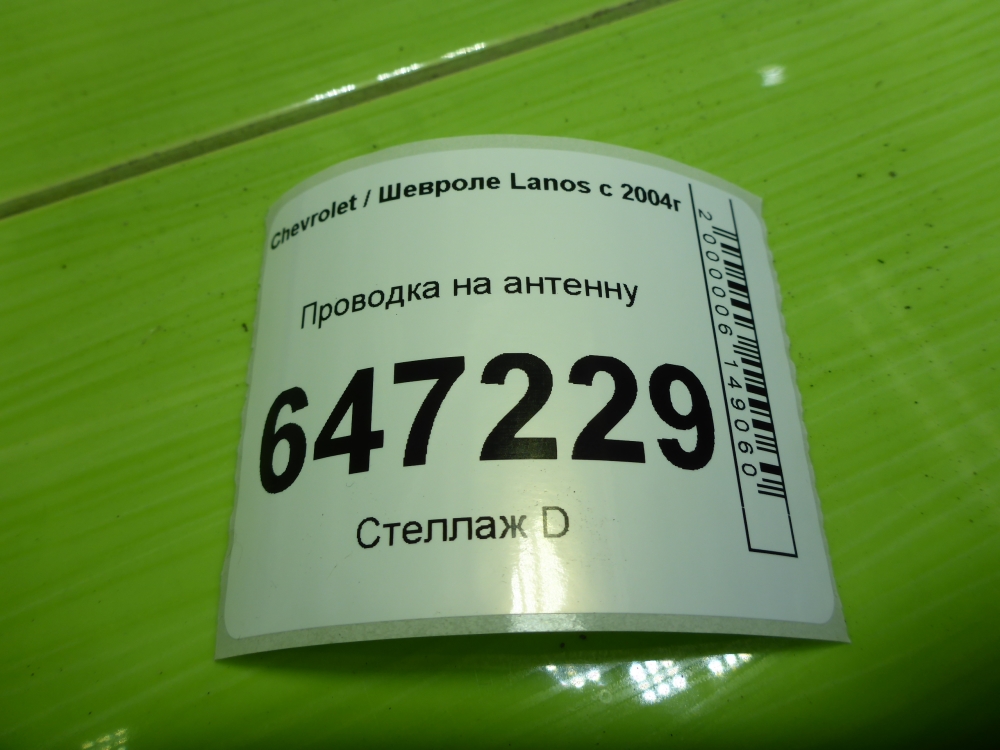 Chevrolet / Шевроле Lanos с 2004г
Проводка на антенну
647229
Стеллаж D
2000006149060